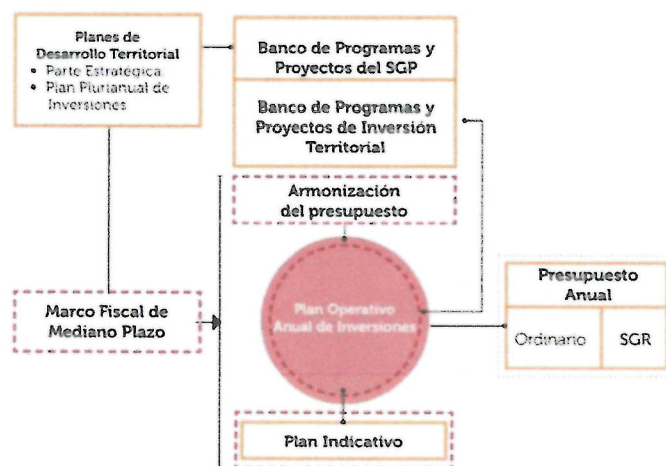 Planes de
Desarrollo Territorial
• Parte Estratégica.
• Plan Plurianual de
Inversiones
Banco de Programas y
Proyectos del SGP
Banco de Programas y
Proyectos de Inversión
Territorial
Armonización
del presupuesto
Marco Fiscal de
Mediano Plazo
Plan Operativo
Anual de Inversiones
Presupuesto
Anual
Ordinario
SGR
Plan Indicativo